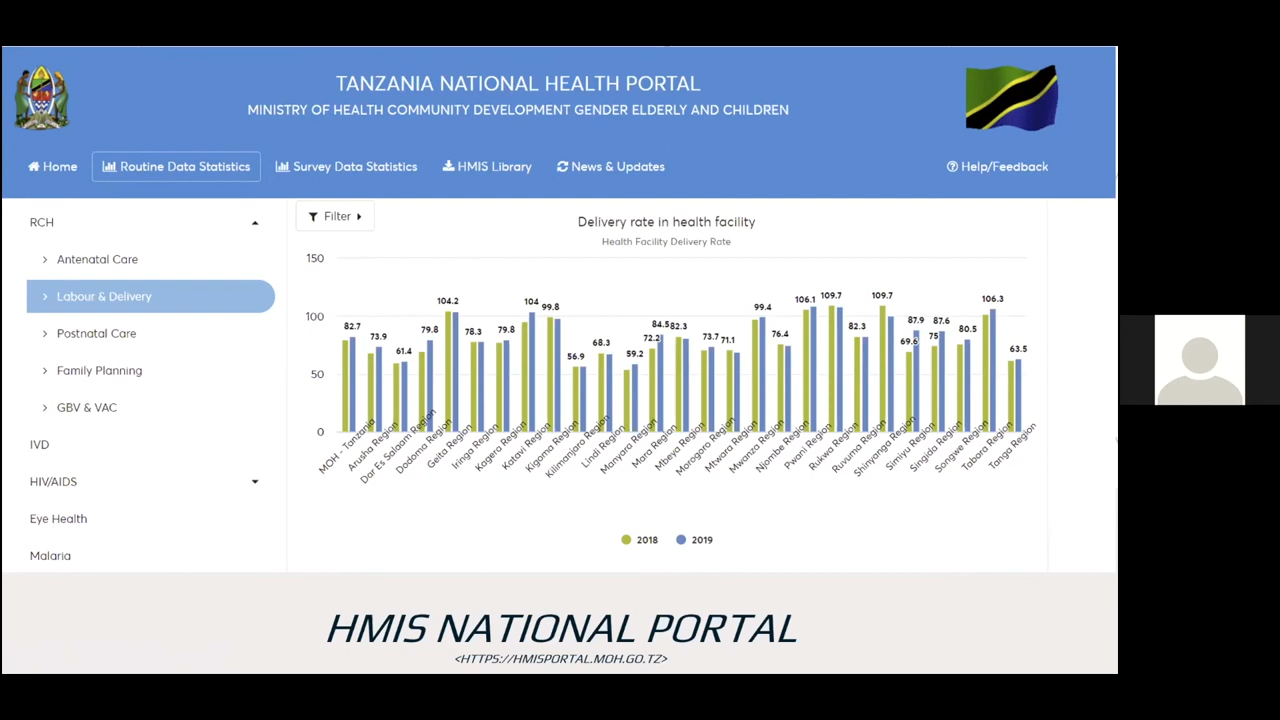 TANZANIA NATIONAL HEALTH PORTAL
MINISTRY OF HEALTH COMMUNITY DEVELOPMENT GENDER ELDERLY AND CHILDREN
Home Routine Data Statistics Survey Data Statistics HMIS Library News & Updates Help/Feedback
RCH
Antenatal Care
Labour & Delivery
Postnatal Care
Family Planning
GBV & VAC
IVD
HIV/AIDS
Eye Health
Malaria
Filter
Delivery rate in health facility
Health Facility Delivery Rate
150
100
50
0
82.7 73.9 61.4 79.8 104.2 78.3 79.8 104 99.8 56.9 68.3 59.2 72.2 84.5 82.3 73.7 71.1 99.4 76.4 106.1 109.7 82.3 109.7 69.6 87.9 75 87.6 80.5 106.3 63.5
MOH - Tanzania
Arusha Region
Dar Es Salaam Region
Dodoma Region
Geita Region
Iringa Region
Kagera Region
Katavi Region
Kigoma Region
Kilimanjaro Region
Lindi Region
Manyara Region
Mara Region
Mbeya Region
Morogoro Region
Mtwara Region
Mwanza Region
Njombe Region
Pwani Region
Rukwa Region
Ruvuma Region
Shinyanga Region
Simiyu Region
Singida Region
Songwe Region
Tabora Region
Tanga Region
2018 2019
HMIS NATIONAL PORTAL
<HTTPS://HMISPORTAL.MOH.GO.TZ>